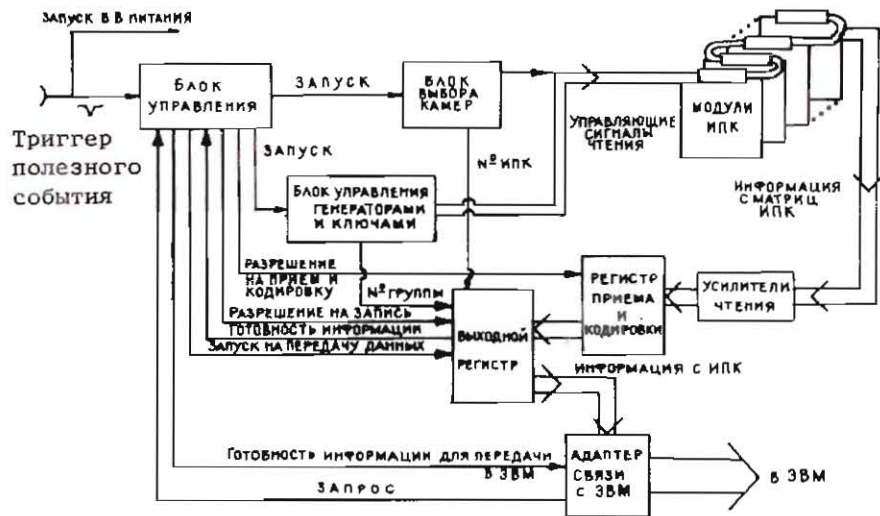 ЗАПУСК В В ПИТАНИЯ
БЛОК
УПРАВЛЕНИЯ
ЗАПУСК
БЛОК
ВЫБОРА
КАМЕР
МОДУЛИ
ИПК
УПРАВЛЯЮЩИЕ
СИГНАЛЫ
ЧТЕНИЯ
Триггер
полезного
события
ЗАПУСК
№ ИПК
БЛОК УПРАВЛЕНИЯ
ГЕНЕРАТОРАМИ
И КЛЮЧАМИ
ИНФОРМАЦИЯ
С МАТРИЦ
ИПК
РАЗРЕШЕНИЕ
НА ПРИЕМ И
КОДИРОВКУ
№ ГРУППЫ
РЕГИСТР
ПРИЕМА
И
КОДИРОВКИ
УСИЛИТЕЛИ
ЧТЕНИЯ
РАЗРЕШЕНИЕ НА ЗАПИСЬ
ГОТОВНОСТЬ ИНФОРМАЦИИ
ЗАПУСК НА ПЕРЕДАЧУ ДАННЫХ
ВЫХОДНОЙ
РЕГИСТР
ИНФОРМАЦИЯ С ИПК
ГОТОВНОСТЬ ИНФОРМАЦИИ ДЛЯ ПЕРЕДАЧИ
В ЭВМ
ЗАПРОС
АДАПТЕР
СВЯЗИ
С ЭВМ
В ЭВМ